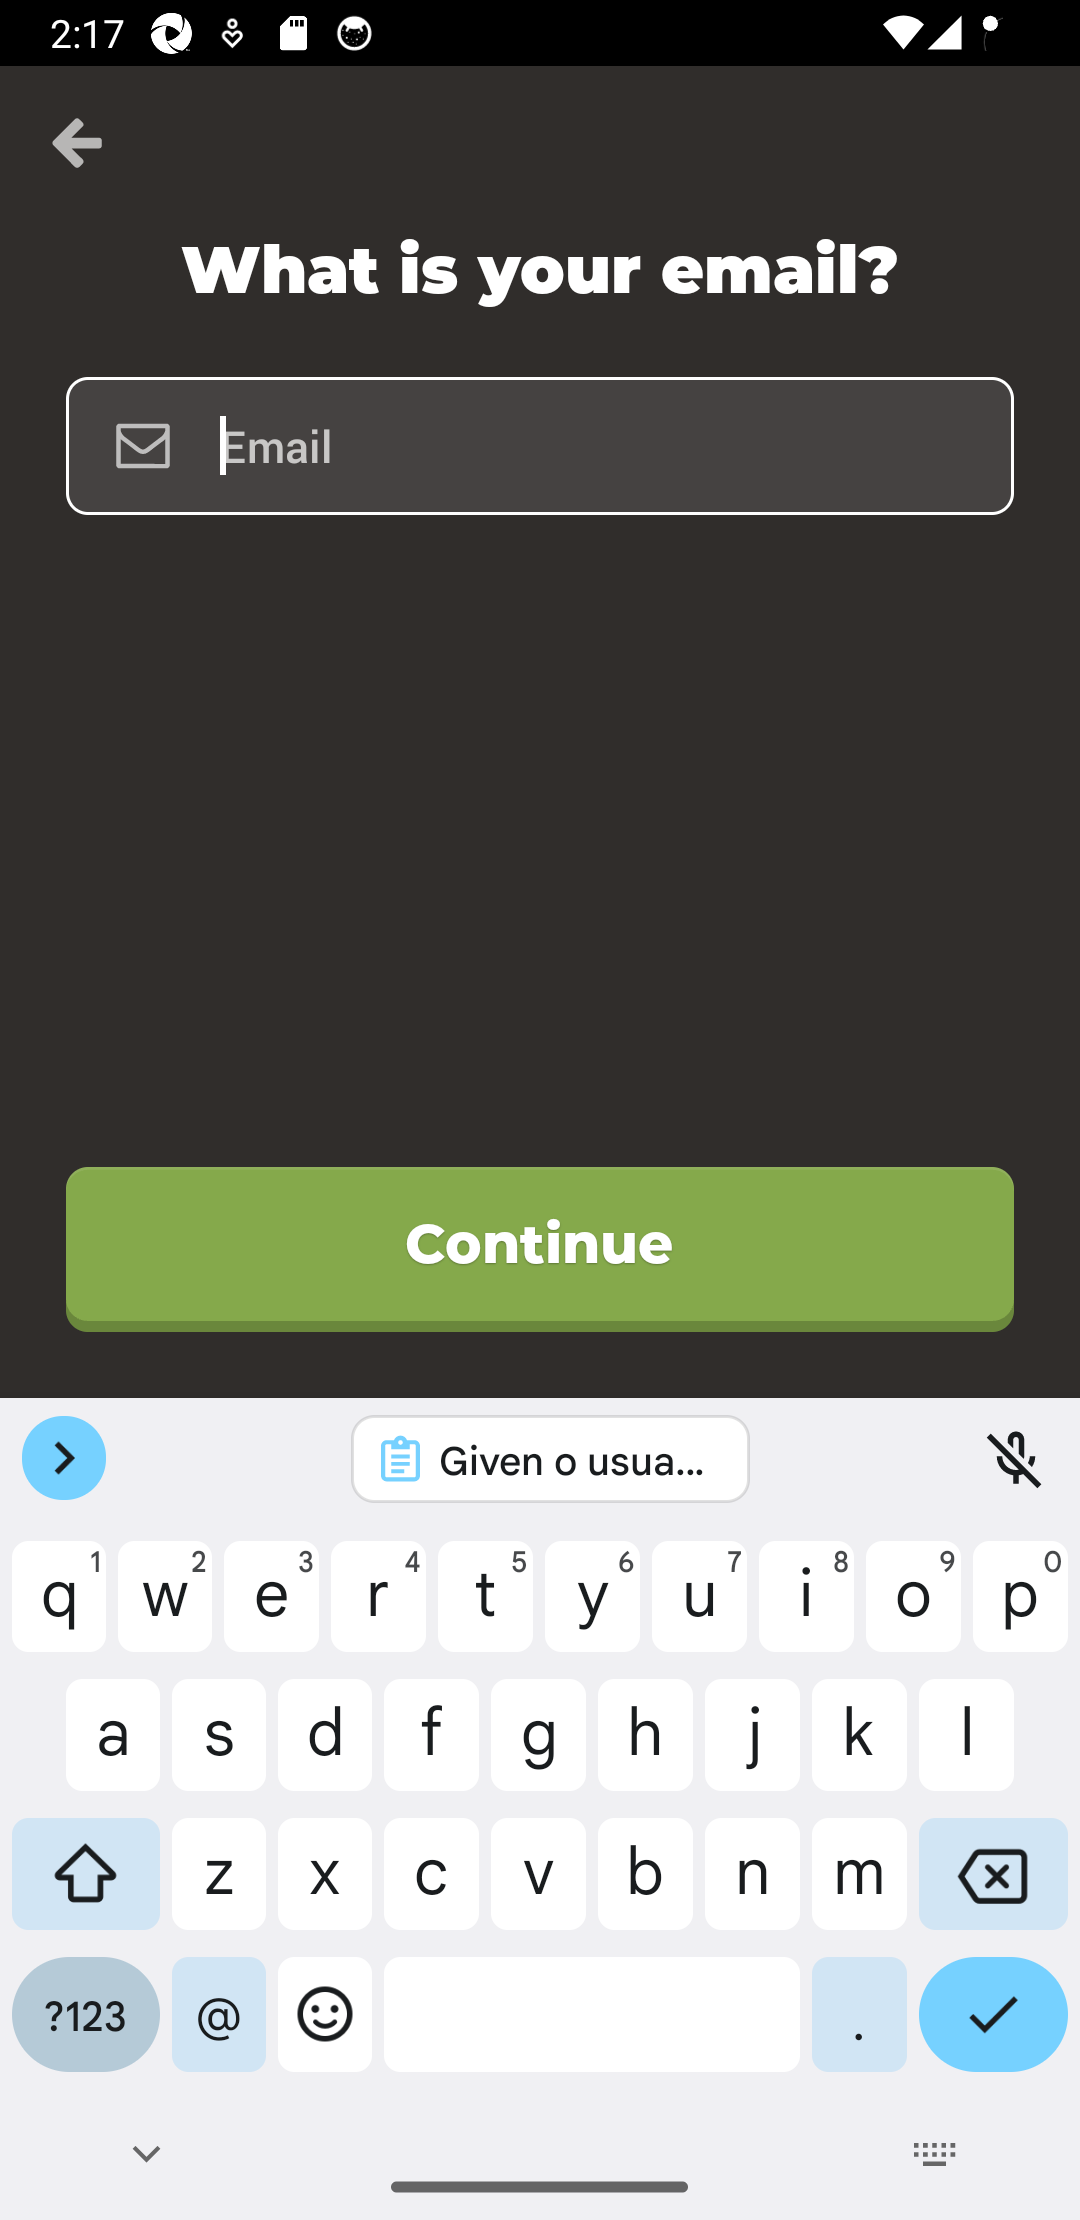 2:17
What is your email?
Email
Continue
Given o usua...
q 1 w 2 e 3 r 4 t 5 y 6 u 7 i 8 o 9 p 0
a s d f g h j k l
z x c v b n m
?123 @ .